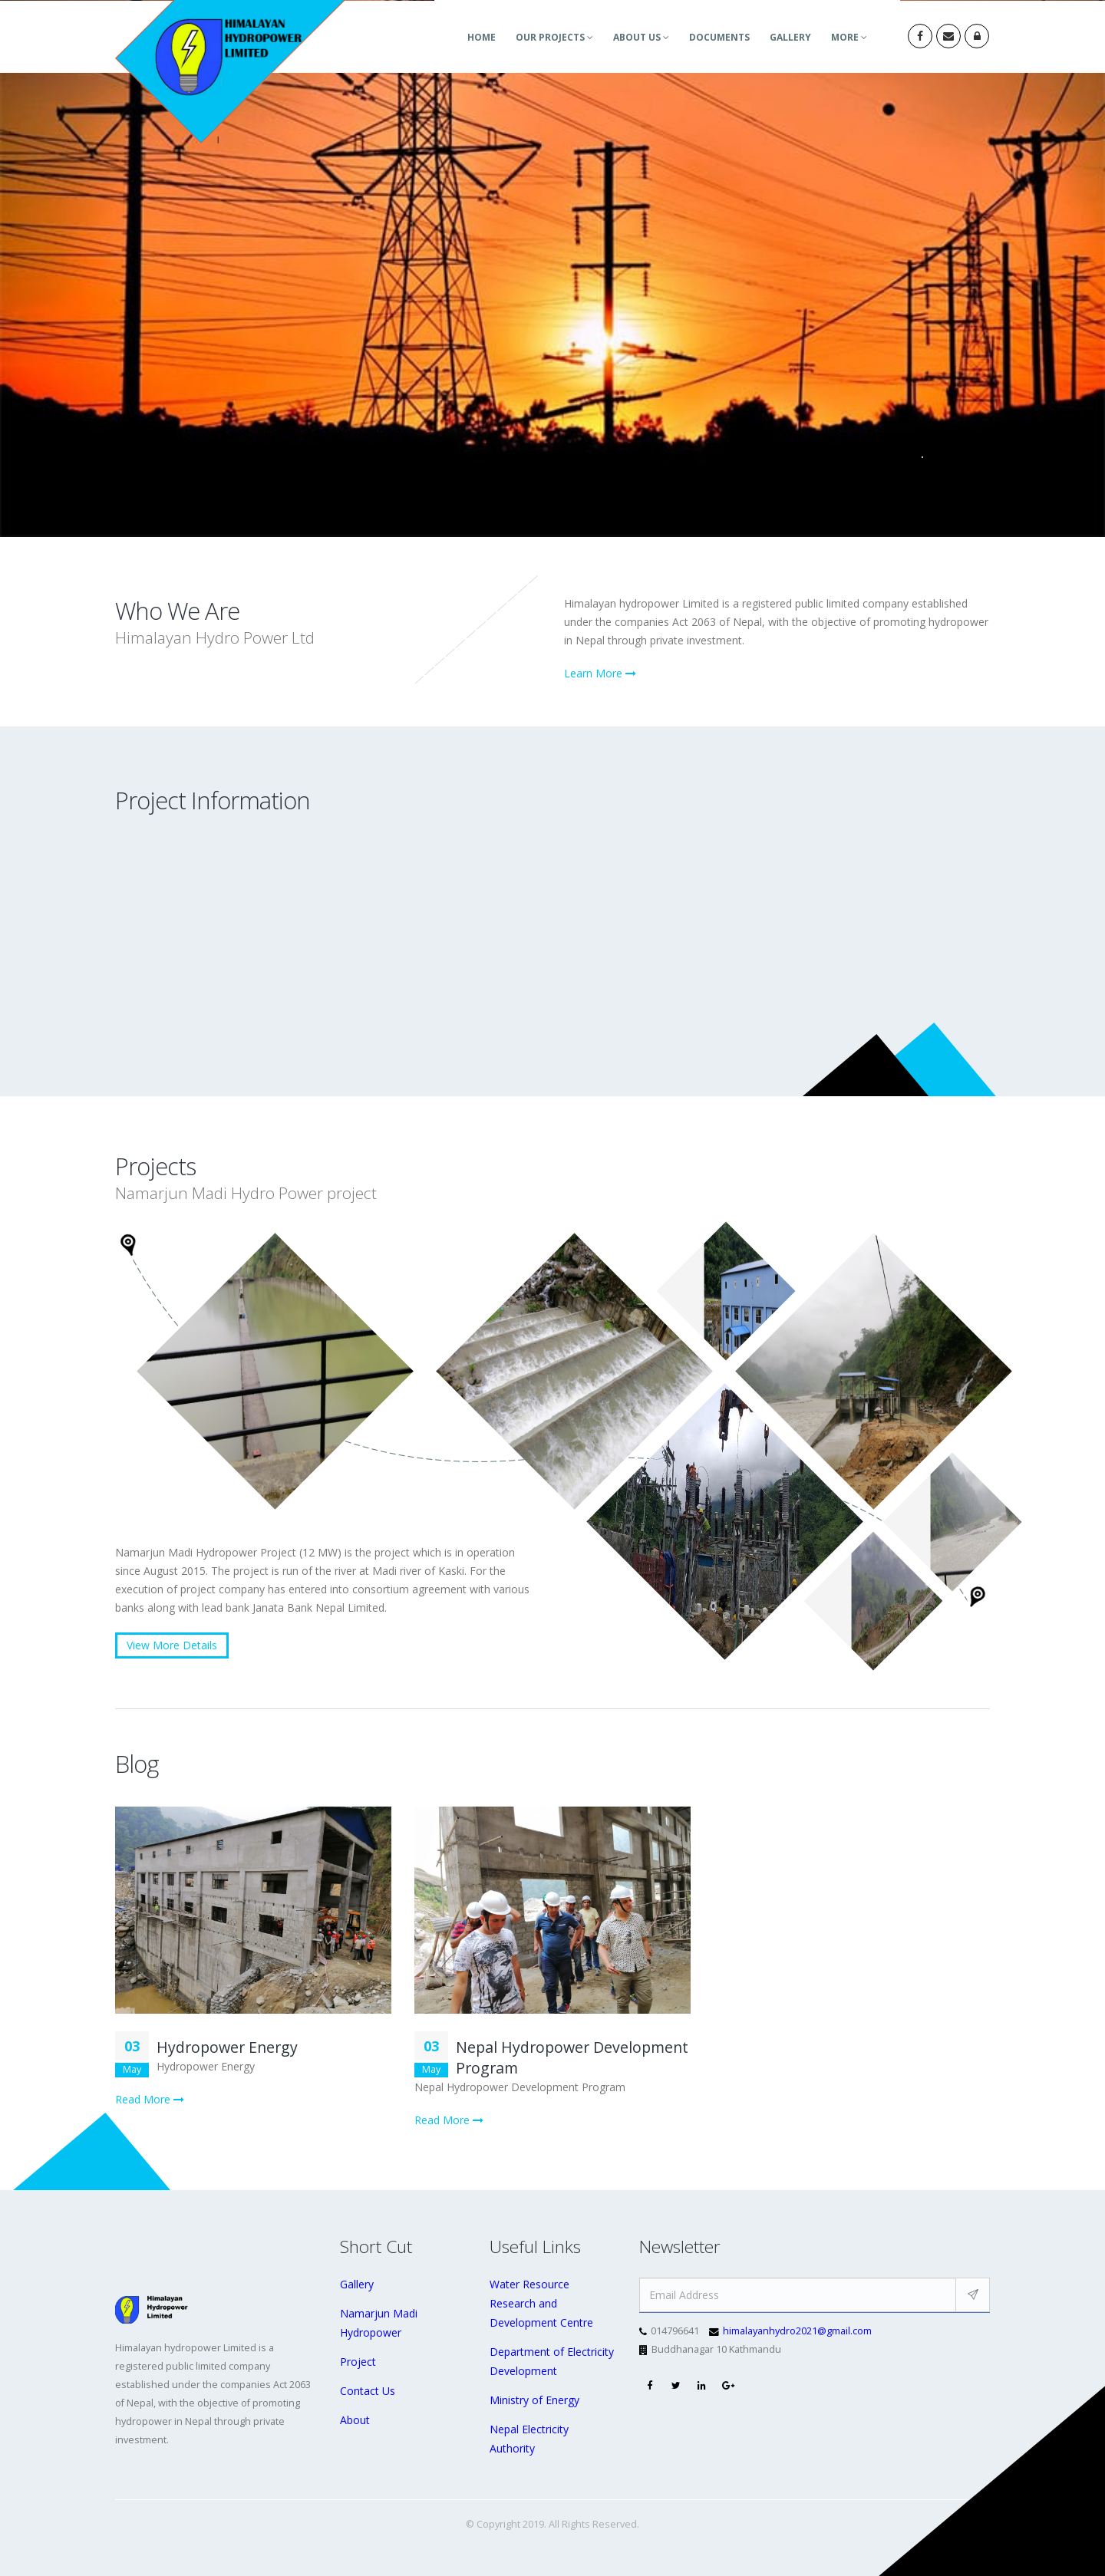 HIMALAYAN
HYDROPOWER
LIMITED
HOME OUR PROJECTS ABOUT US DOCUMENTS GALLERY MORE
Who We Are
Himalayan Hydro Power Ltd
Himalayan hydropower Limited is a registered public limited company established
under the companies Act 2063 of Nepal, with the objective of promoting hydropower
in Nepal through private investment.
Learn More
Project Information
Projects
Namarjun Madi Hydro Power project
Namarjun Madi Hydropower Project (12 MW) is the project which is in operation
since August 2015. The project is run of the river at Madi river of Kaski. For the
execution of project company has entered into consortium agreement with various
banks along with lead bank Janata Bank Nepal Limited.
View More Details
Blog
03
May
Hydropower Energy
Hydropower Energy
Read More
03
May
Nepal Hydropower Development
Program
Nepal Hydropower Development Program
Read More
Himalayan
Hydropower
Limited
Himalayan hydropower Limited is a
registered public limited company
established under the companies Act 2063
of Nepal, with the objective of promoting
hydropower in Nepal through private
investment.
Short Cut
Gallery
Namarjun Madi
Hydropower
Project
Contact Us
About
Useful Links
Water Resource
Research and
Development Centre
Department of Electricity
Development
Ministry of Energy
Nepal Electricity
Authority
Newsletter
Email Address
014796641 himalayanhydro2021@gmail.com
Buddhanagar 10 Kathmandu
© Copyright 2019. All Rights Reserved.